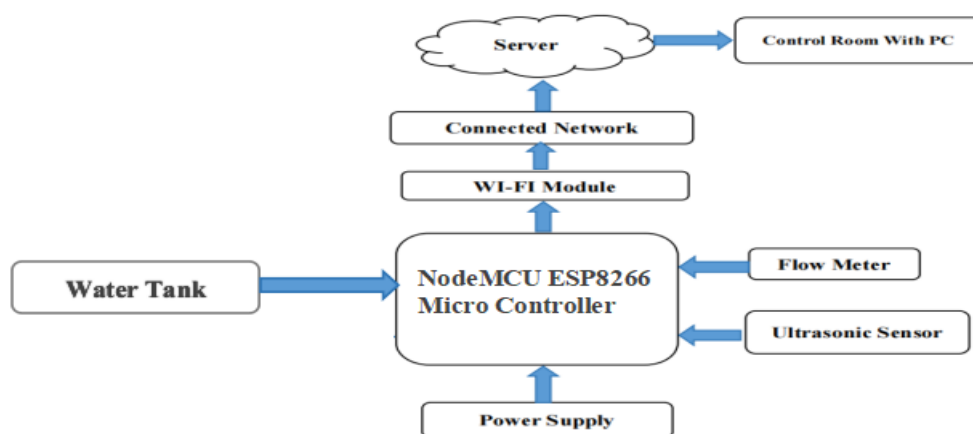 Server
Control Room With PC
Connected Network
WI-FI Module
NodeMCU ESP8266
Micro Controller
Water Tank
Flow Meter
Ultrasonic Sensor
Power Supply